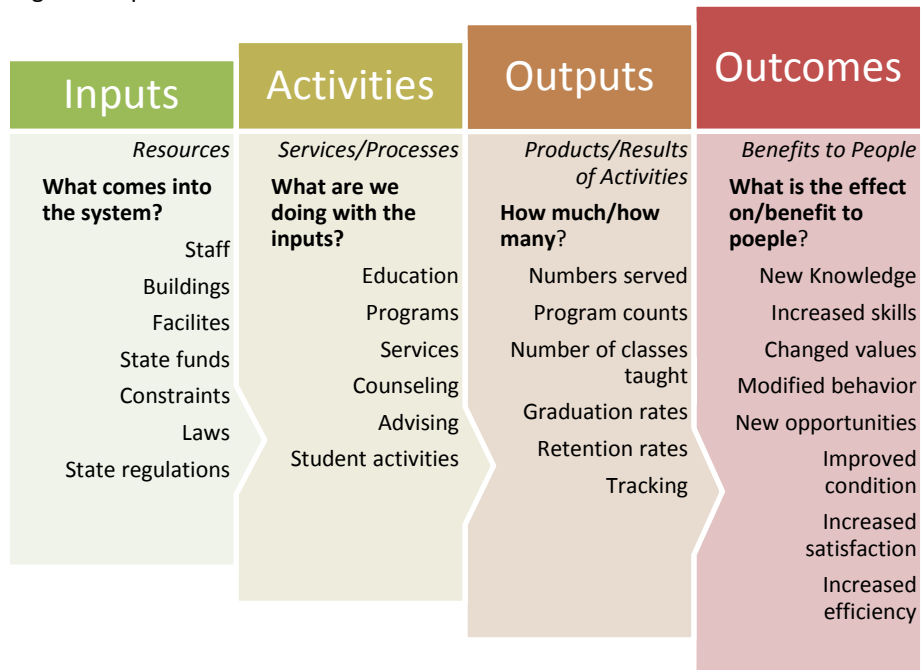 Inputs
Resources
What comes into
the system?
Staff
Buildings
Facilites
State funds
Constraints
Laws
State regulations
Activities
Services/Processes
What are we
doing with the
inputs?
Education
Programs
Services
Counseling
Advising
Student activities
Outputs
Products/Results
of Activities
How much/how
many?
Numbers served
Program counts
Number of classes
taught
Graduation rates
Retention rates
Tracking
Outcomes
Benefits to People
What is the effect
on/benefit to
poeple?
New Knowledge
Increased skills
Changed values
Modified behavior
New opportunities
Improved
condition
Increased
satisfaction
Increased
efficiency